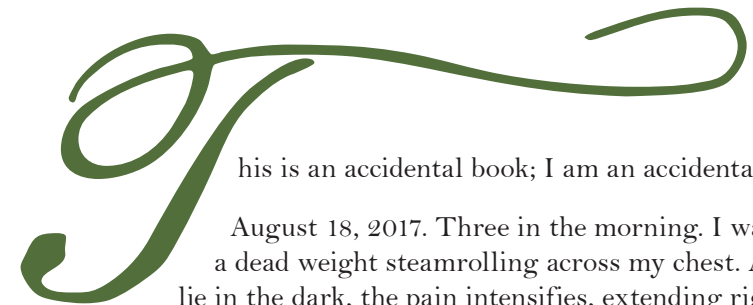 This is an accidental book; I am an accidenta
August 18, 2017. Three in the morning. I wa
a dead weight steamrolling across my chest. A
lie in the dark, the pain intensifies, extending rig